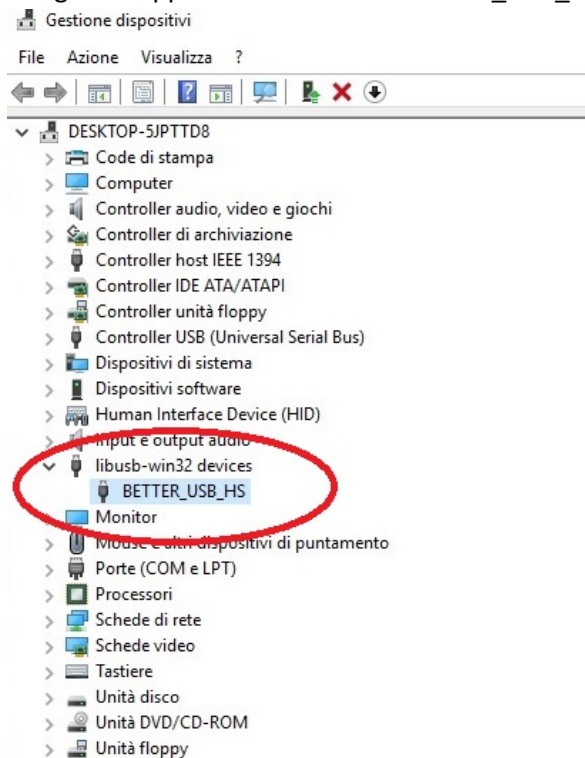 Gestione dispositivi
File Azione Visualizza ?
DESKTOP-5JPTTD8
Code di stampa
Computer
Controller audio, video e giochi
Controller di archiviazione
Controller host IEEE 1394
Controller IDE ATA/ATAPI
Controller unità floppy
Controller USB (Universal Serial Bus)
Dispositivi di sistema
Dispositivi software
Human Interface Device (HID)
Input e output audio
libusb-win32 devices
BETTER_USB_HS
Monitor
Mouse e altri dispositivi di puntamento
Porte (COM e LPT)
Processori
Schede di rete
Schede video
Tastiere
Unità disco
Unità DVD/CD-ROM
Unità floppy